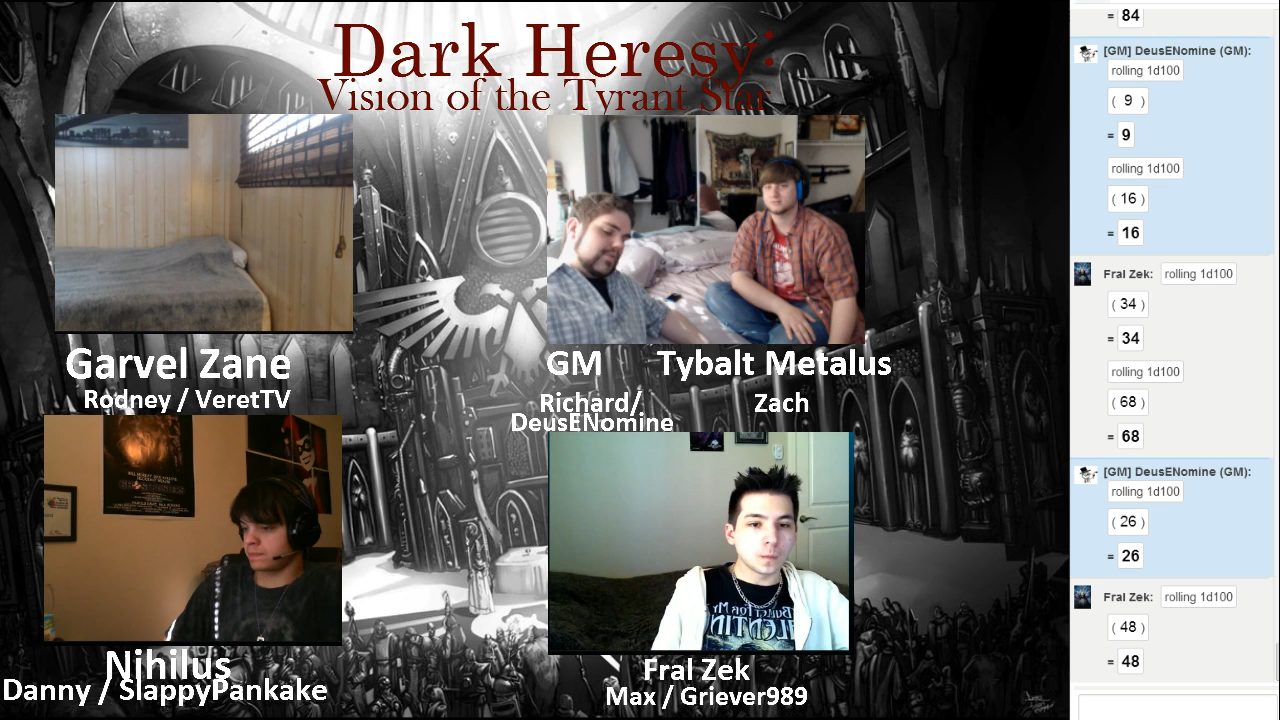 Dark Heresy:
Vision of the Tyrant Star
Garvel Zane
Rodney / VeretTV
GM
Tybalt Metalus
Richard/
DeusENomine
Zach
Nihilus
Danny / SlappyPankake
Fral Zek
Max / Griever989
= 84
[GM] DeusENomine (GM):
rolling 1d100
( 9 )
= 9
rolling 1d100
( 16 )
= 16
Fral Zek: rolling 1d100
( 34 )
= 34
rolling 1d100
( 68 )
= 68
[GM] DeusENomine (GM):
rolling 1d100
( 26 )
= 26
Fral Zek: rolling 1d100
( 48 )
= 48